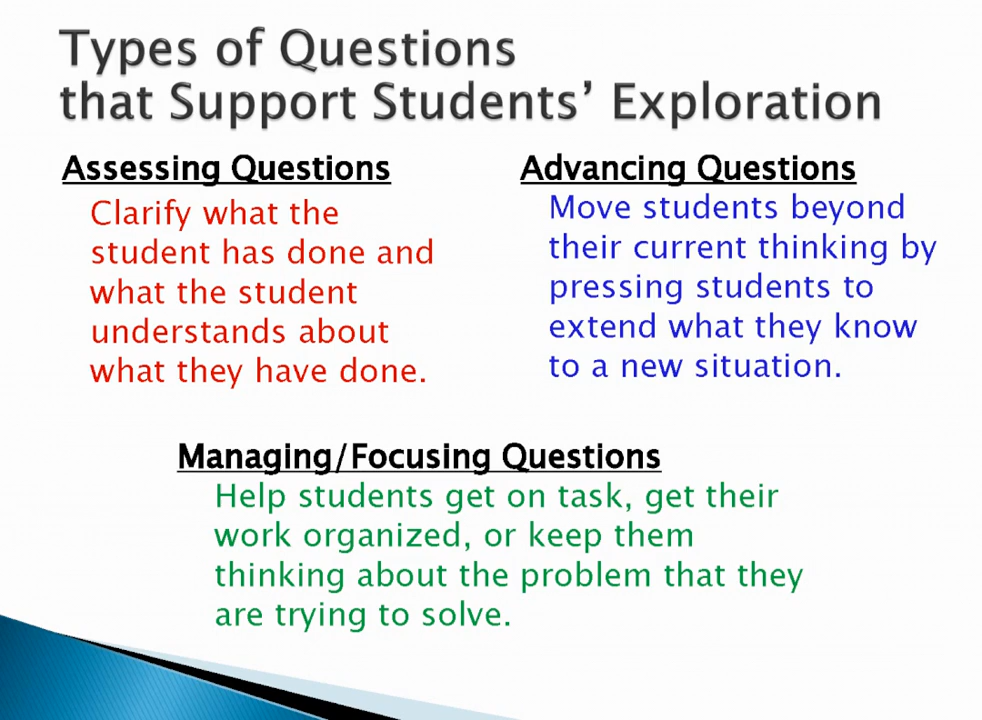 Types of Questions
that Support Students’ Exploration
Assessing Questions
Clarify what the
student has done and
what the student
understands about
what they have done.
Advancing Questions
Move students beyond
their current thinking by
pressing students to
extend what they know
to a new situation.
Managing/Focusing Questions
Help students get on task, get their
work organized, or keep them
thinking about the problem that they
are trying to solve.